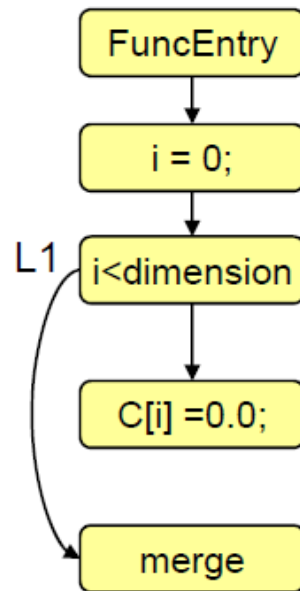 FuncEntry
i = 0;
L1
i<dimension
C[i] =0.0;
merge